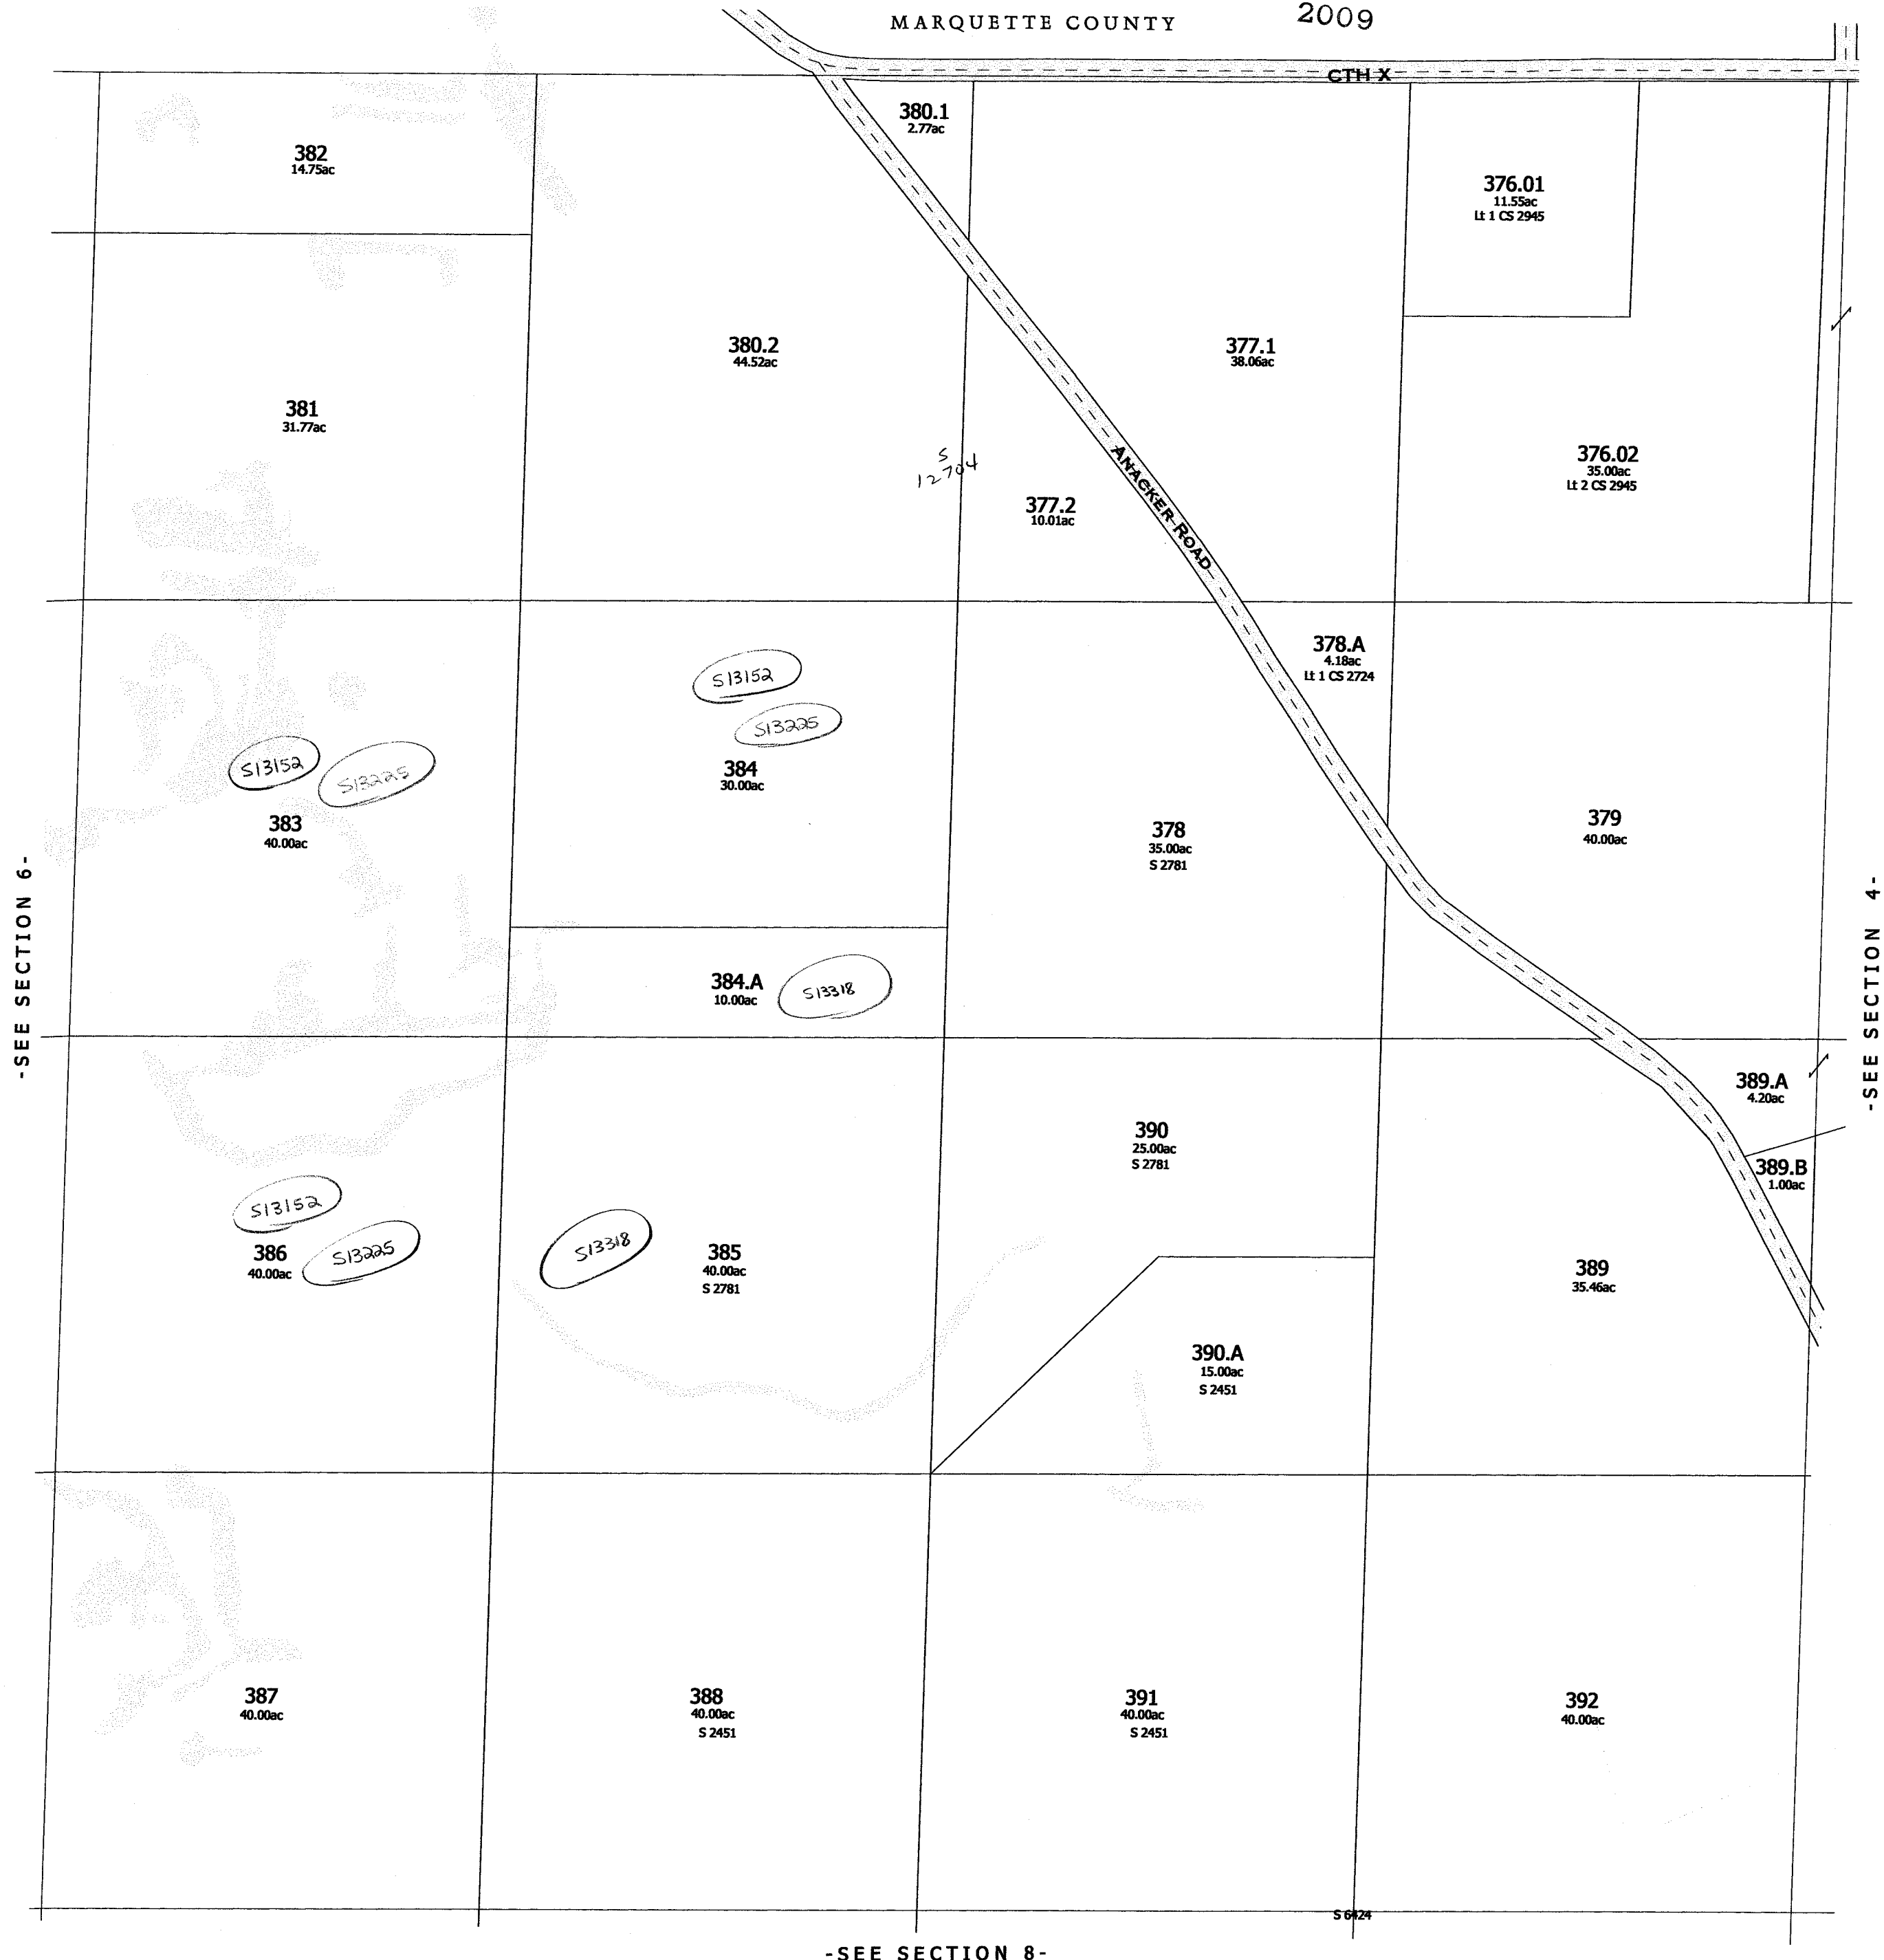 MARQUETTE COUNTY
2009
CTH X
380.1
2.77ac
382
14.75ac
376.01
11.55ac
Lt 1 CS 2945
380.2
44.52ac
377.1
38.06ac
381
31.77ac
376.02
35.00ac
Lt 2 CS 2945
S
12704
ANACKER ROAD
377.2
10.01ac
378.A
4.18ac
Lt 1 CS 2724
S13152
S13225
384
30.00ac
S13152
S13225
383
40.00ac
378
35.00ac
S 2781
379
40.00ac
-SEE SECTION 6-
-SEE SECTION 4-
384.A
10.00ac
S13318
389.A
4.20ac
390
25.00ac
S 2781
389.B
1.00ac
S13152
S13225
386
40.00ac
S13318
385
40.00ac
S 2781
389
35.46ac
390.A
15.00ac
S 2451
387
40.00ac
388
40.00ac
S 2451
391
40.00ac
S 2451
392
40.00ac
S 6424
-SEE SECTION 8-